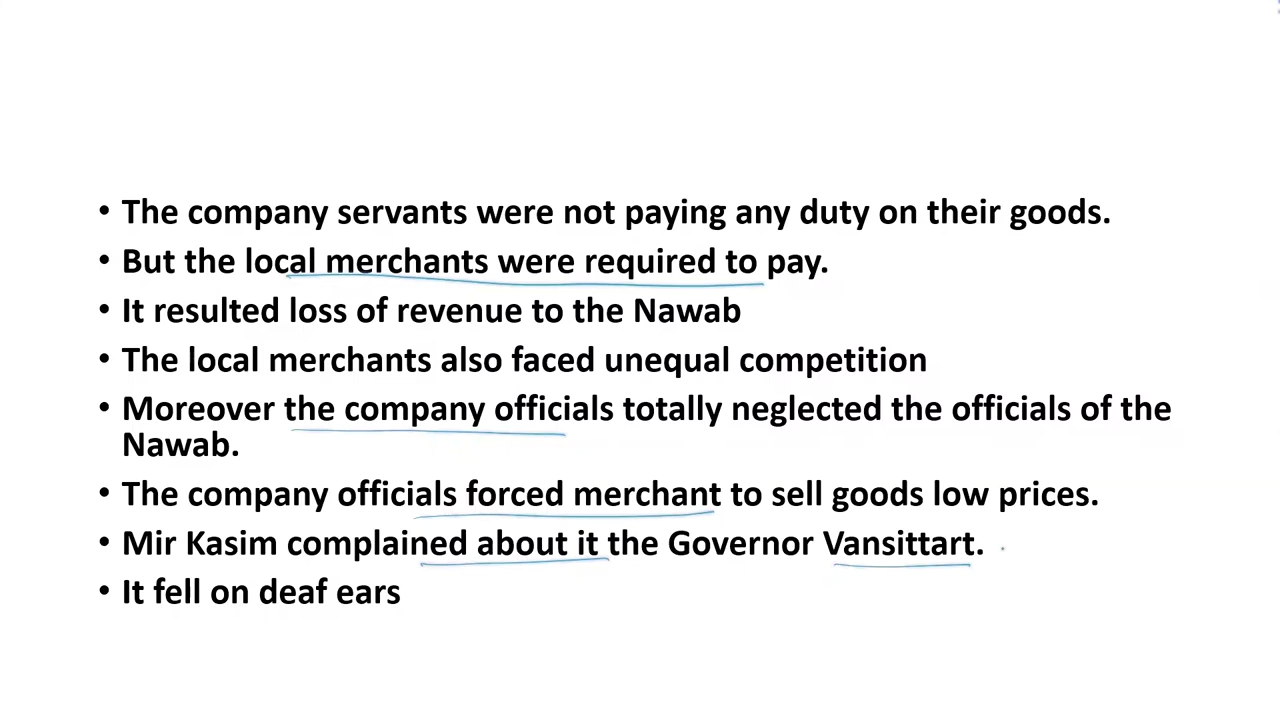 • The company servants were not paying any duty on their goods.
• But the local merchants were required to pay.
• It resulted loss of revenue to the Nawab
• The local merchants also faced unequal competition
• Moreover the company officials totally neglected the officials of the
Nawab.
• The company officials forced merchant to sell goods low prices.
• Mir Kasim complained about it the Governor Vansittart.
• It fell on deaf ears